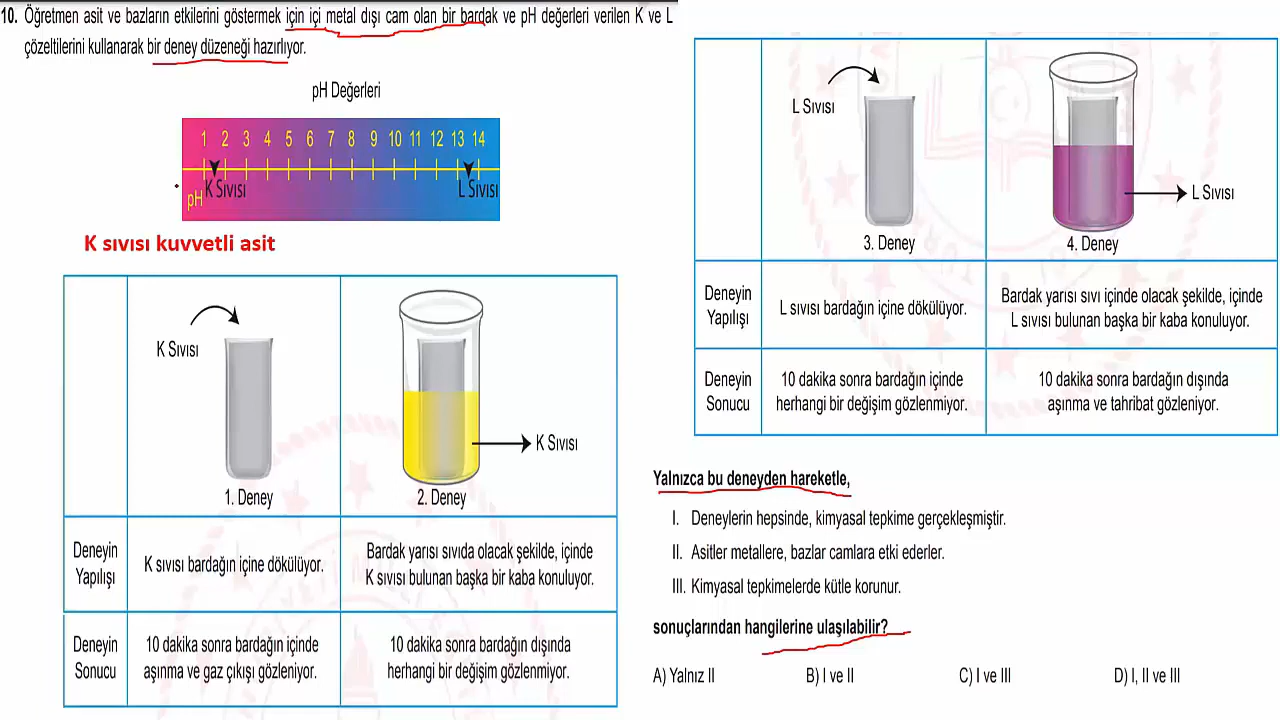 10. Öğretmen asit ve bazların etkilerini göstermek için içi metal dışı cam olan bir bardak ve pH değerleri verilen K ve L
çözeltilerini kullanarak bir deney düzeneği hazırlıyor.
pH Değerleri
1 2 3 4 5 6 7 8 9 10 11 12 13 14
pH K Sıvısı L Sıvısı
K sıvısı kuvvetli asit
K Sıvısı
K Sıvısı
1. Deney 2. Deney
Deneyin Yapılışı
K sıvısı bardağın içine dökülüyor.
Bardak yarısı sıvıda olacak şekilde, içinde
K sıvısı bulunan başka bir kaba konuluyor.
Deneyin Sonucu
10 dakika sonra bardağın içinde
aşınma ve gaz çıkışı gözleniyor.
10 dakika sonra bardağın dışında
herhangi bir değişim gözlenmiyor.
L Sıvısı
L Sıvısı
3. Deney 4. Deney
Deneyin Yapılışı
L sıvısı bardağın içine dökülüyor.
Bardak yarısı sıvı içinde olacak şekilde, içinde
L sıvısı bulunan başka bir kaba konuluyor.
Deneyin Sonucu
10 dakika sonra bardağın içinde
herhangi bir değişim gözlenmiyor.
10 dakika sonra bardağın dışında
aşınma ve tahribat gözleniyor.
Yalnızca bu deneyden hareketle,
I. Deneylerin hepsinde, kimyasal tepkime gerçekleşmiştir.
II. Asitler metallere, bazlar camlara etki ederler.
III. Kimyasal tepkimelerde kütle korunur.
sonuçlarından hangilerine ulaşılabilir?
A) Yalnız II B) I ve II C) I ve III D) I, II ve III